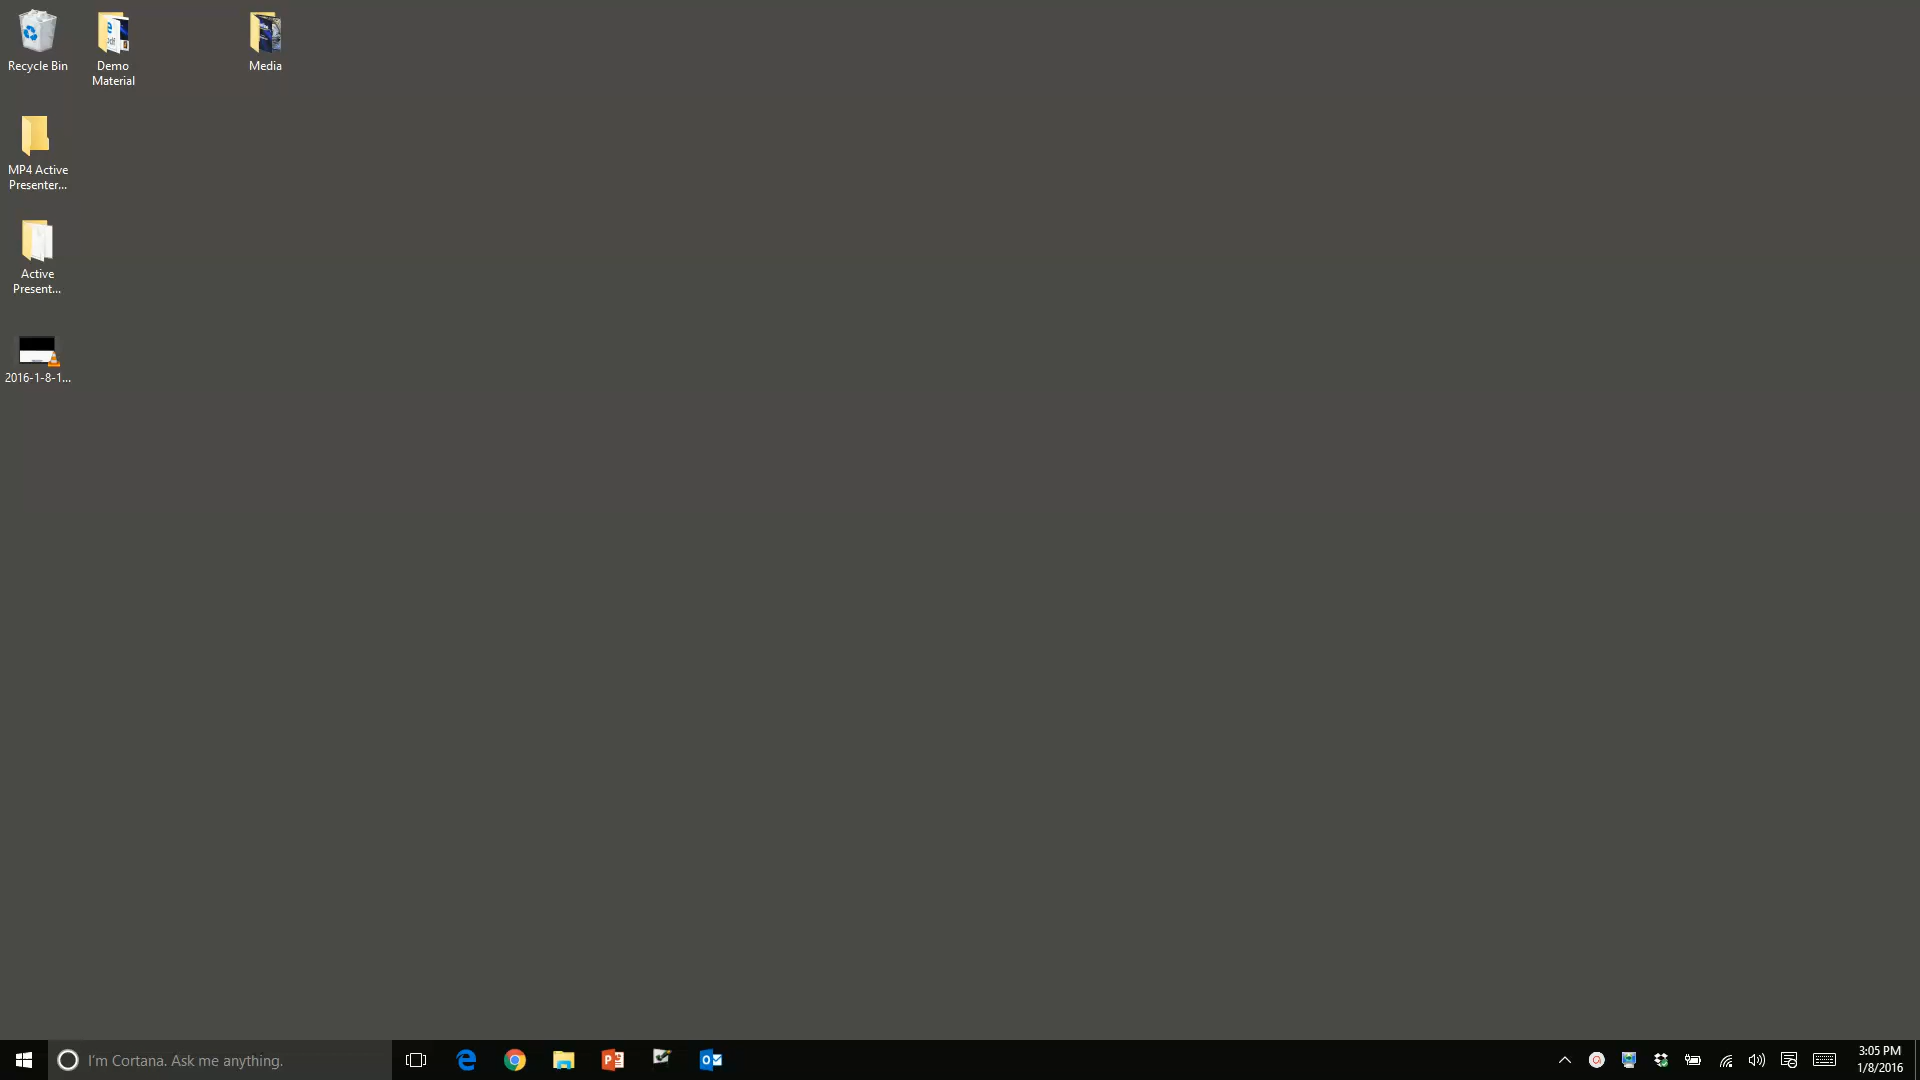 Recycle Bin
Demo
Material
Media
MP4 Active
Presenter...
Active
Present...
2016-1-8-1...
I'm Cortana. Ask me anything.
3:05 PM
1/8/2016